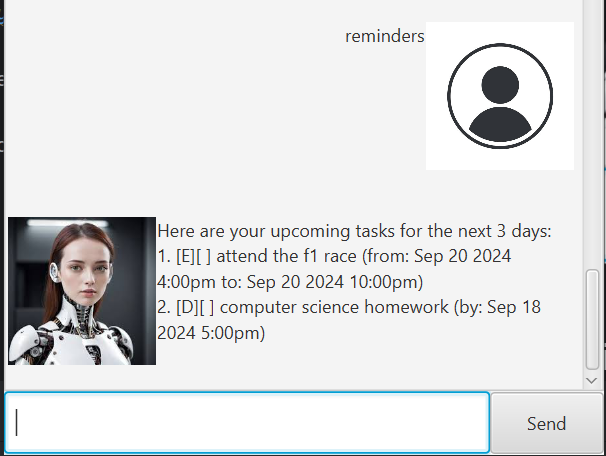 reminders
Here are your upcoming tasks for the next 3 days:
1. [E][ ] attend the f1 race (from: Sep 20 2024
4:00pm to: Sep 20 2024 10:00pm)
2. [D][ ] computer science homework (by: Sep 18
2024 5:00pm)
Send